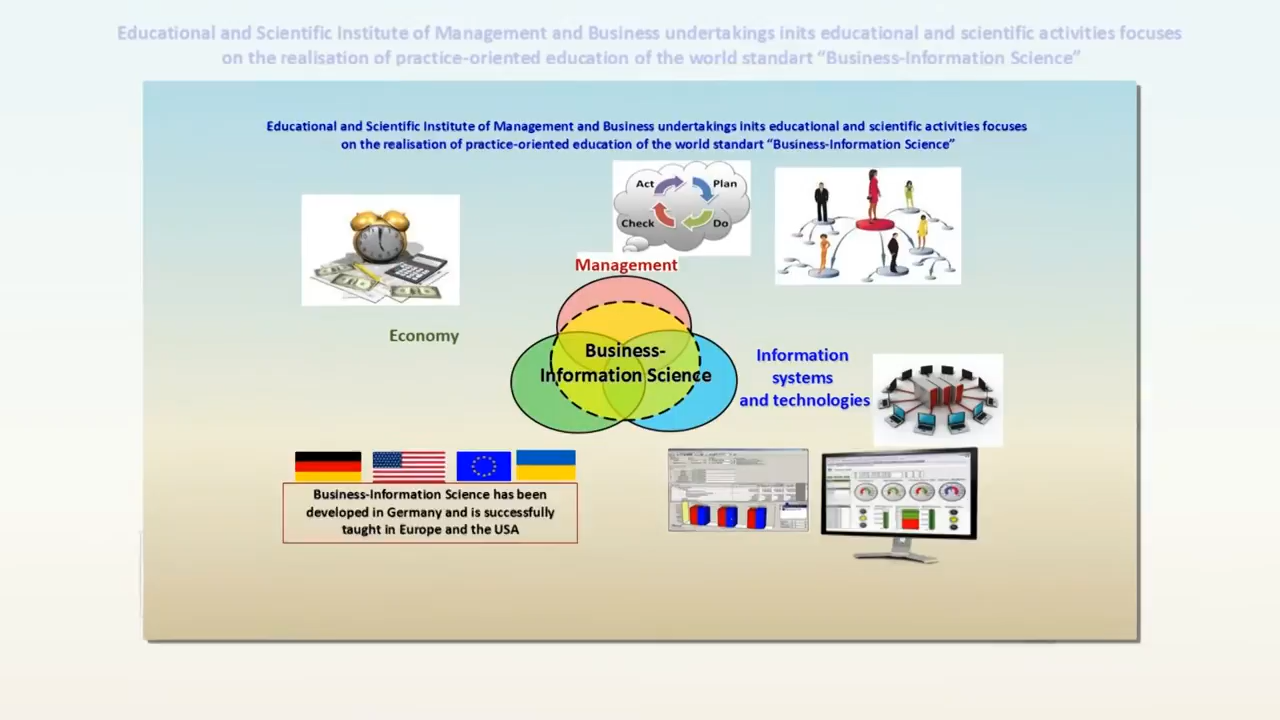 Educational and Scientific Institute of Management and Business undertakings inits educational and scientific activities focuses
on the realisation of practice-oriented education of the world standart “Business-Information Science”
Educational and Scientific Institute of Management and Business undertakings inits educational and scientific activities focuses
on the realisation of practice-oriented education of the world standart “Business-Information Science”
Act
Plan
Check
Do
Management
Economy
Business-
Information Science
Information
systems
and technologies
Business-Information Science has been
developed in Germany and is successfully
taught in Europe and the USA